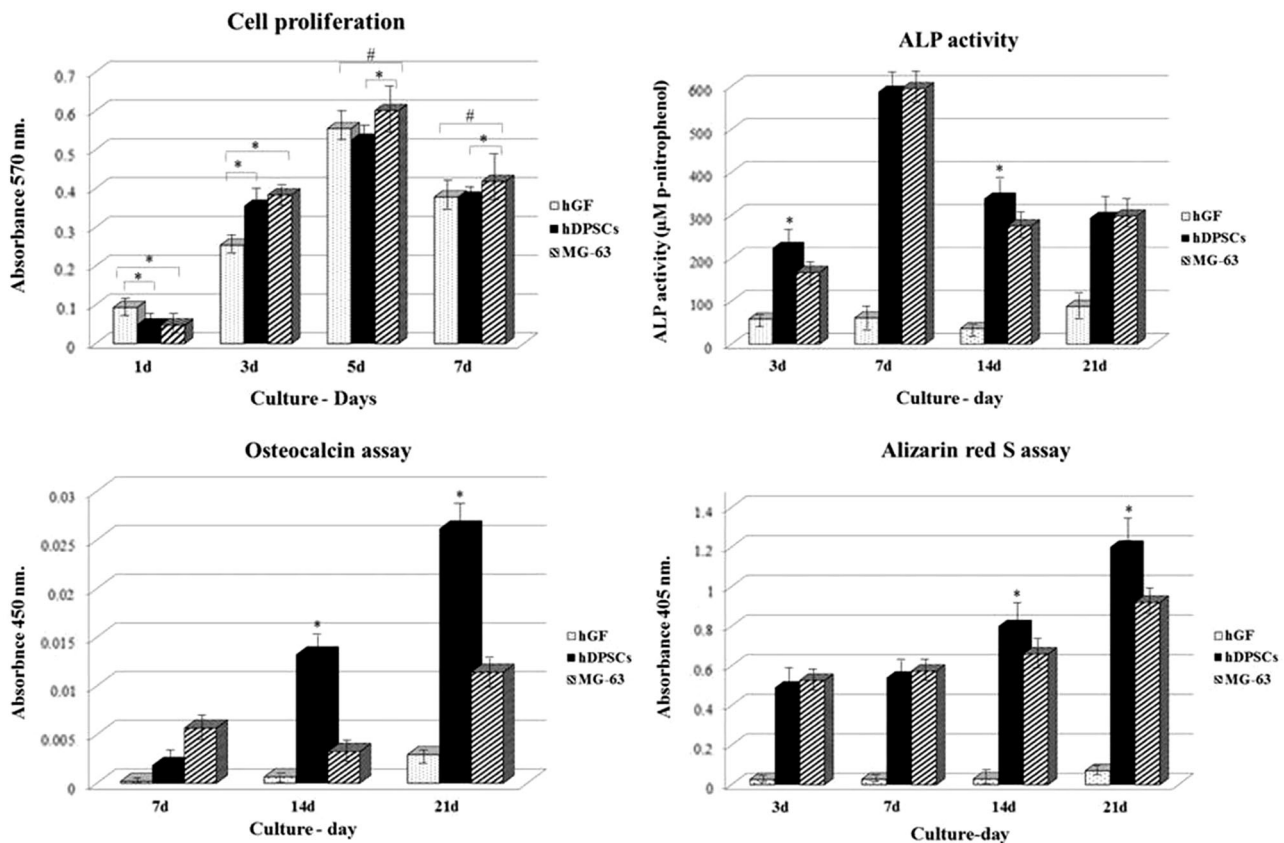 Cell proliferation
#
*
#
*
*
*
*
*
Absorbance 570 nm.
0.7
0.6
0.5
0.4
0.3
0.2
0.1
0
1d 3d 5d 7d
Culture - Days
hGF
hDPSCs
MG-63
ALP activity
*
*
ALP activity (µM p-nitrophenol)
600
500
400
300
200
100
0
3d 7d 14d 21d
Culture - day
hGF
hDPSCs
MG-63
Osteocalcin assay
*
*
Absorbnce 450 nm.
0.03
0.025
0.02
0.015
0.01
0.005
0
7d 14d 21d
Culture - day
hGF
hDPSCs
MG-63
Alizarin red S assay
*
*
Absorbance 405 nm.
1.4
1.2
1
0.8
0.6
0.4
0.2
0
3d 7d 14d 21d
Culture-day
hGF
hDPSCs
MG-63